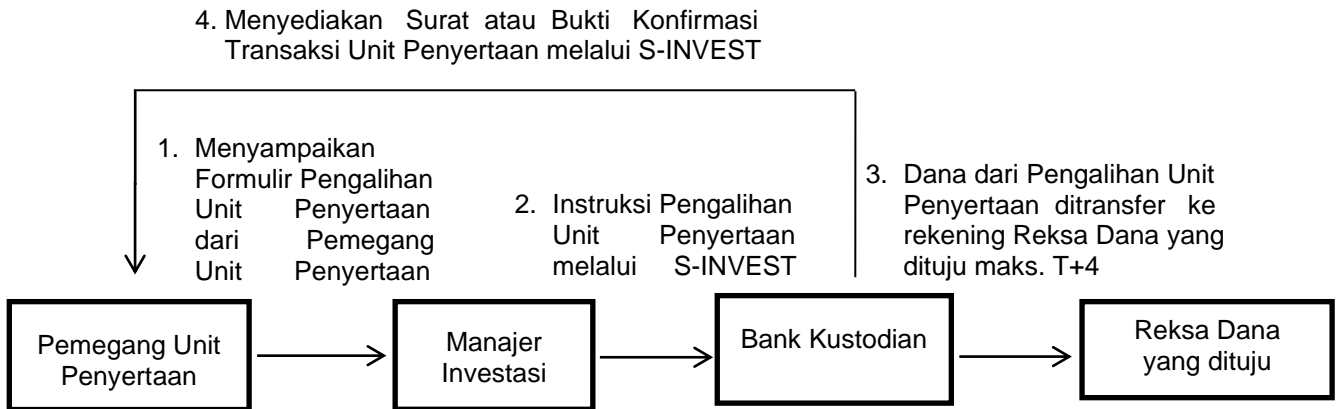 4. Menyediakan Surat atau Bukti Konfirmasi
Transaksi Unit Penyertaan melalui S-INVEST
1. Menyampaikan
Formulir Pengalihan
Unit Penyertaan
dari Pemegang
Unit Penyertaan
2. Instruksi Pengalihan
Unit Penyertaan
melalui S-INVEST
3. Dana dari Pengalihan Unit
Penyertaan ditransfer ke
rekening Reksa Dana yang
dituju maks. T+4
Pemegang Unit
Penyertaan
Manajer
Investasi
Bank Kustodian
Reksa Dana
yang dituju